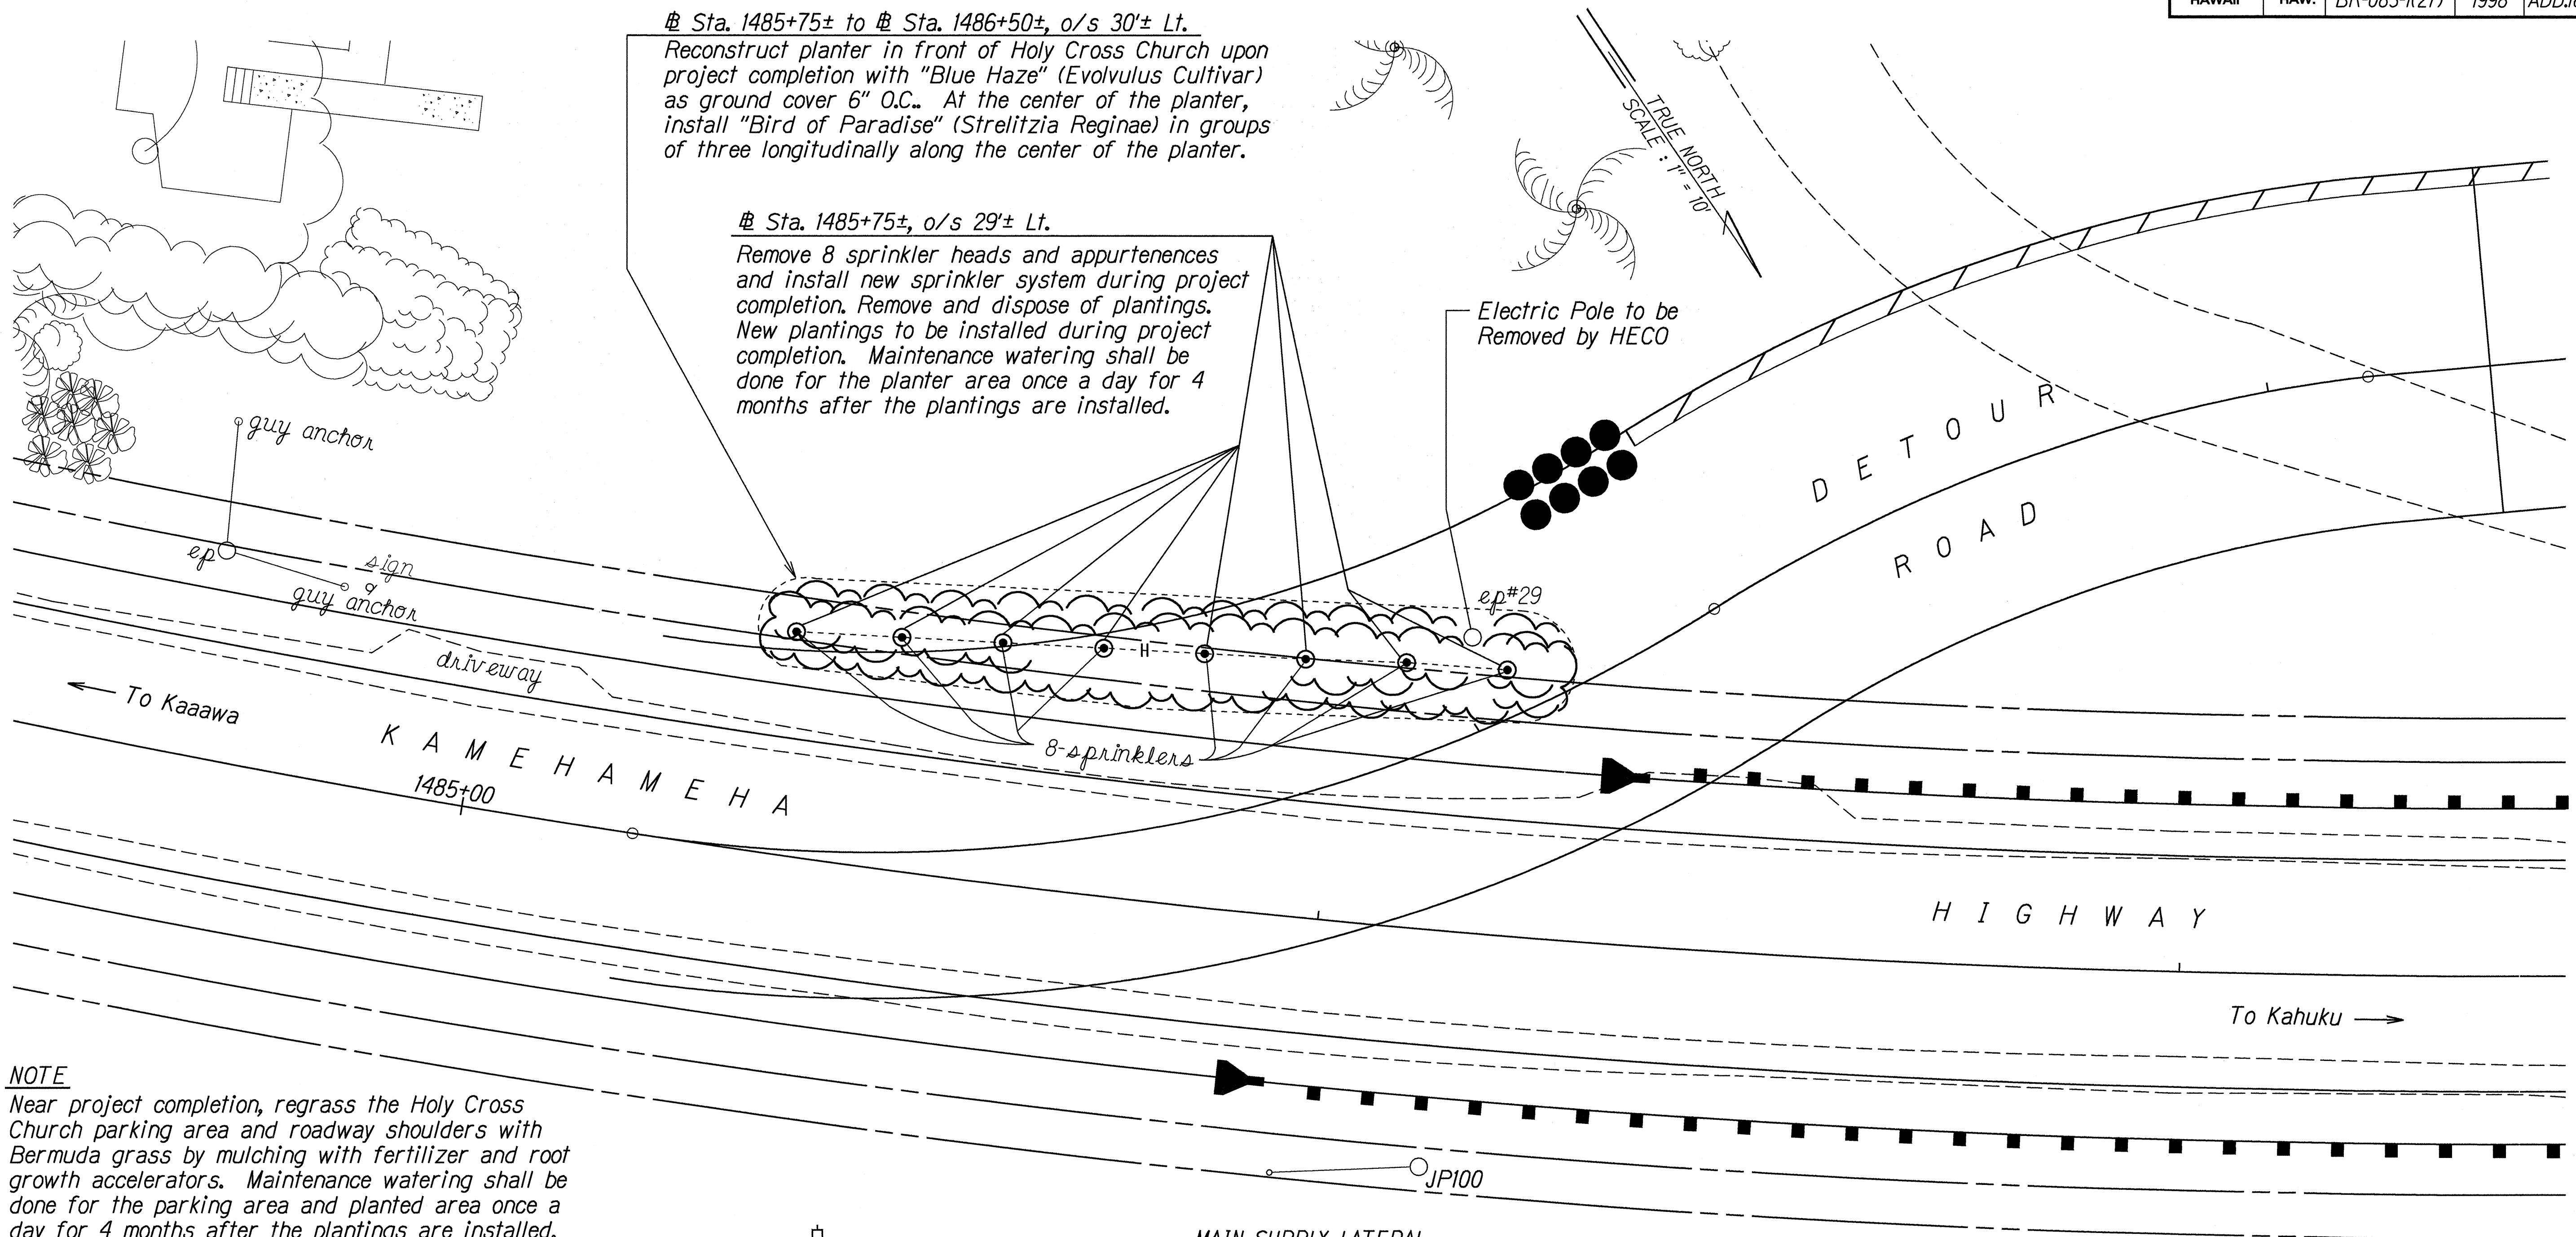 HAWAII HAW. BR-083-1(27) 1998
℄ Sta. 1485+75± to ℄ Sta. 1486+50±, o/s 30'± Lt.
Reconstruct planter in front of Holy Cross Church upon
project completion with "Blue Haze" (Evolvulus Cultivar)
as ground cover 6" O.C.. At the center of the planter,
install "Bird of Paradise" (Strelitzia Reginae) in groups
of three longitudinally along the center of the planter.
TRUE NORTH
SCALE : 1" = 10'
℄ Sta. 1485+75±, o/s 29'± Lt.
Remove 8 sprinkler heads and appurtenences
and install new sprinkler system during project
completion. Remove and dispose of plantings.
New plantings to be installed during project
completion. Maintenance watering shall be
done for the planter area once a day for 4
months after the plantings are installed.
Electric Pole to be
Removed by HECO
guy anchor
DETOUR
ROAD
ep
sign
guy anchor
ep#29
H
driveway
To Kaaawa
8-sprinklers
KAMEHAMEHA
1485+00
HIGHWAY
To Kahuku
JP100
NOTE
Near project completion, regrass the Holy Cross
Church parking area and roadway shoulders with
Bermuda grass by mulching with fertilizer and root
growth accelerators. Maintenance watering shall be
done for the parking area and planted area once a
day for 4 months after the plantings are installed.
MAIN SUPPLY LATERAL